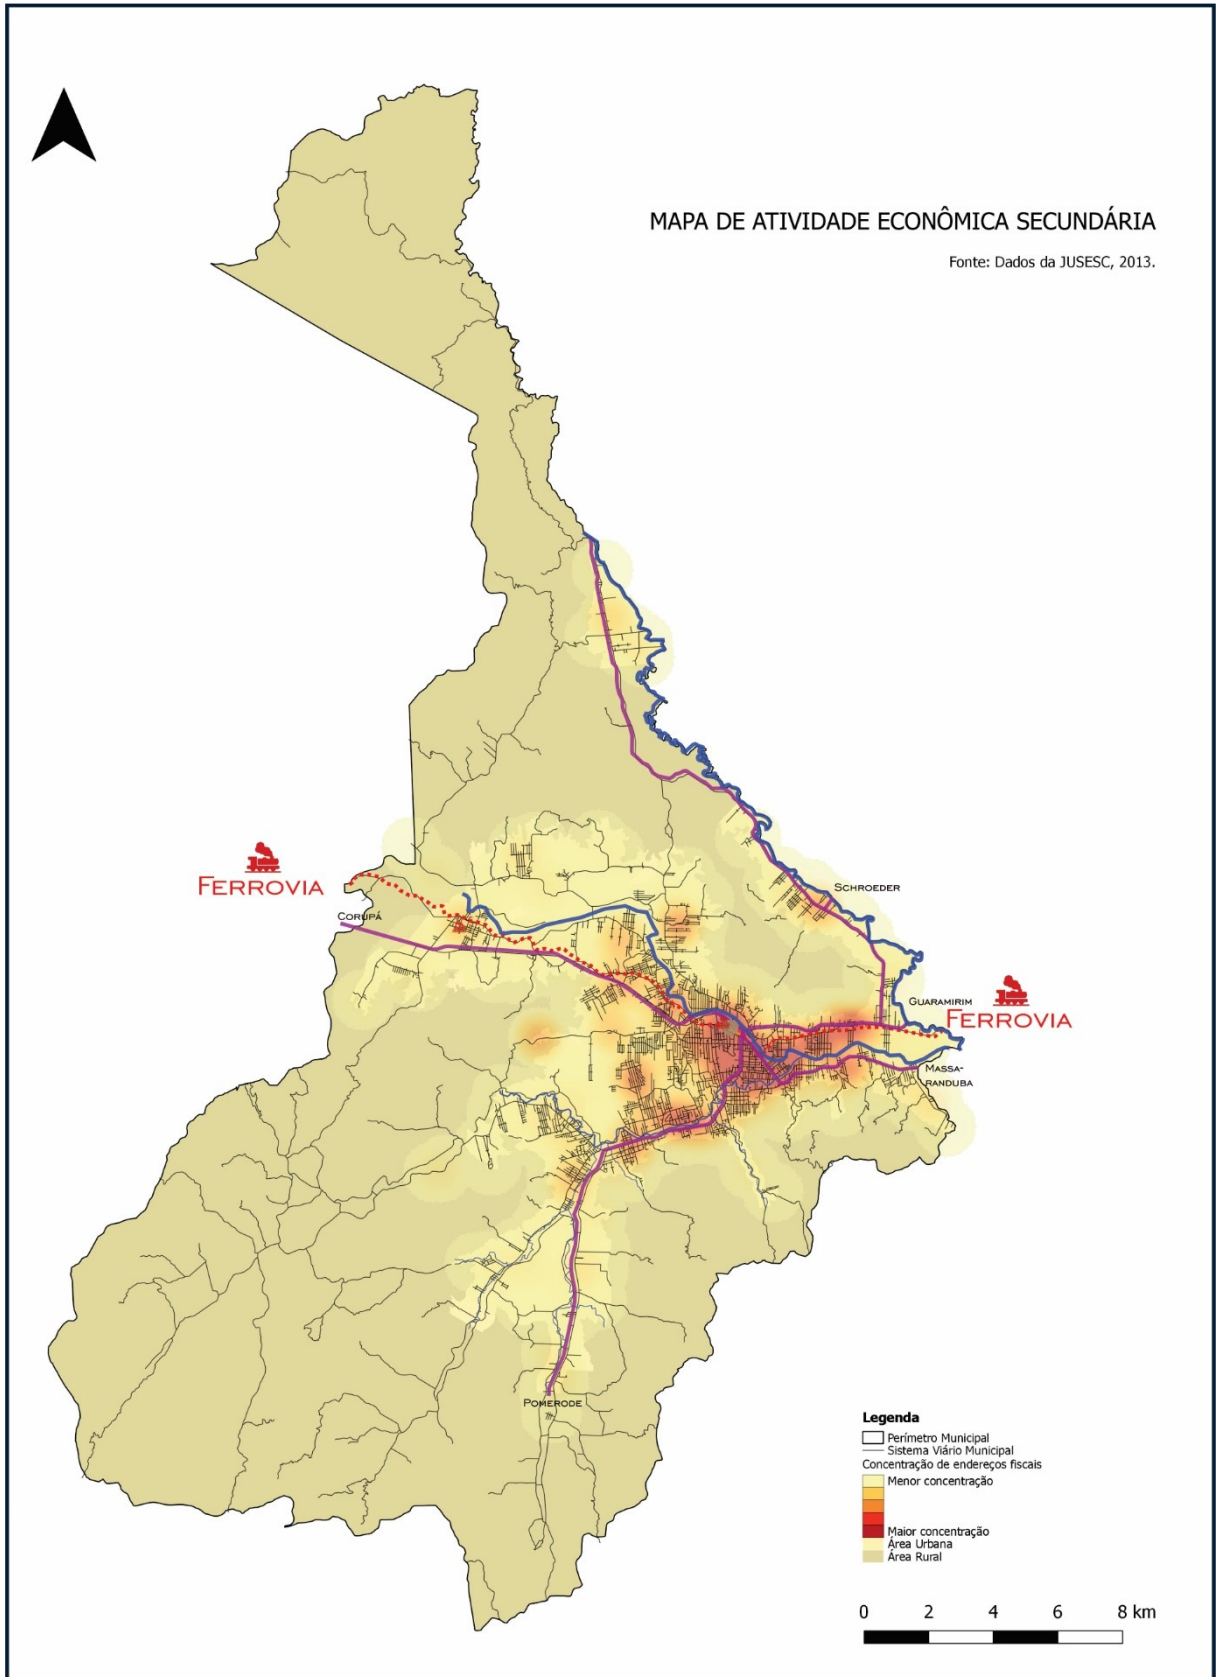 MAPA DE ATIVIDADE ECONÔMICA SECUNDÁRIA
Fonte: Dados da JUSESC, 2013.
FERROVIA
CORUPÁ
SCHROEDER
GUARAMIRIM
FERROVIA
MASSA-
RANDUBA
POMERODE
Legenda
Perímetro Municipal
Sistema Viário Municipal
Concentração de endereços fiscais
Menor concentração
Maior concentração
Área Urbana
Área Rural
0 2 4 6 8 km